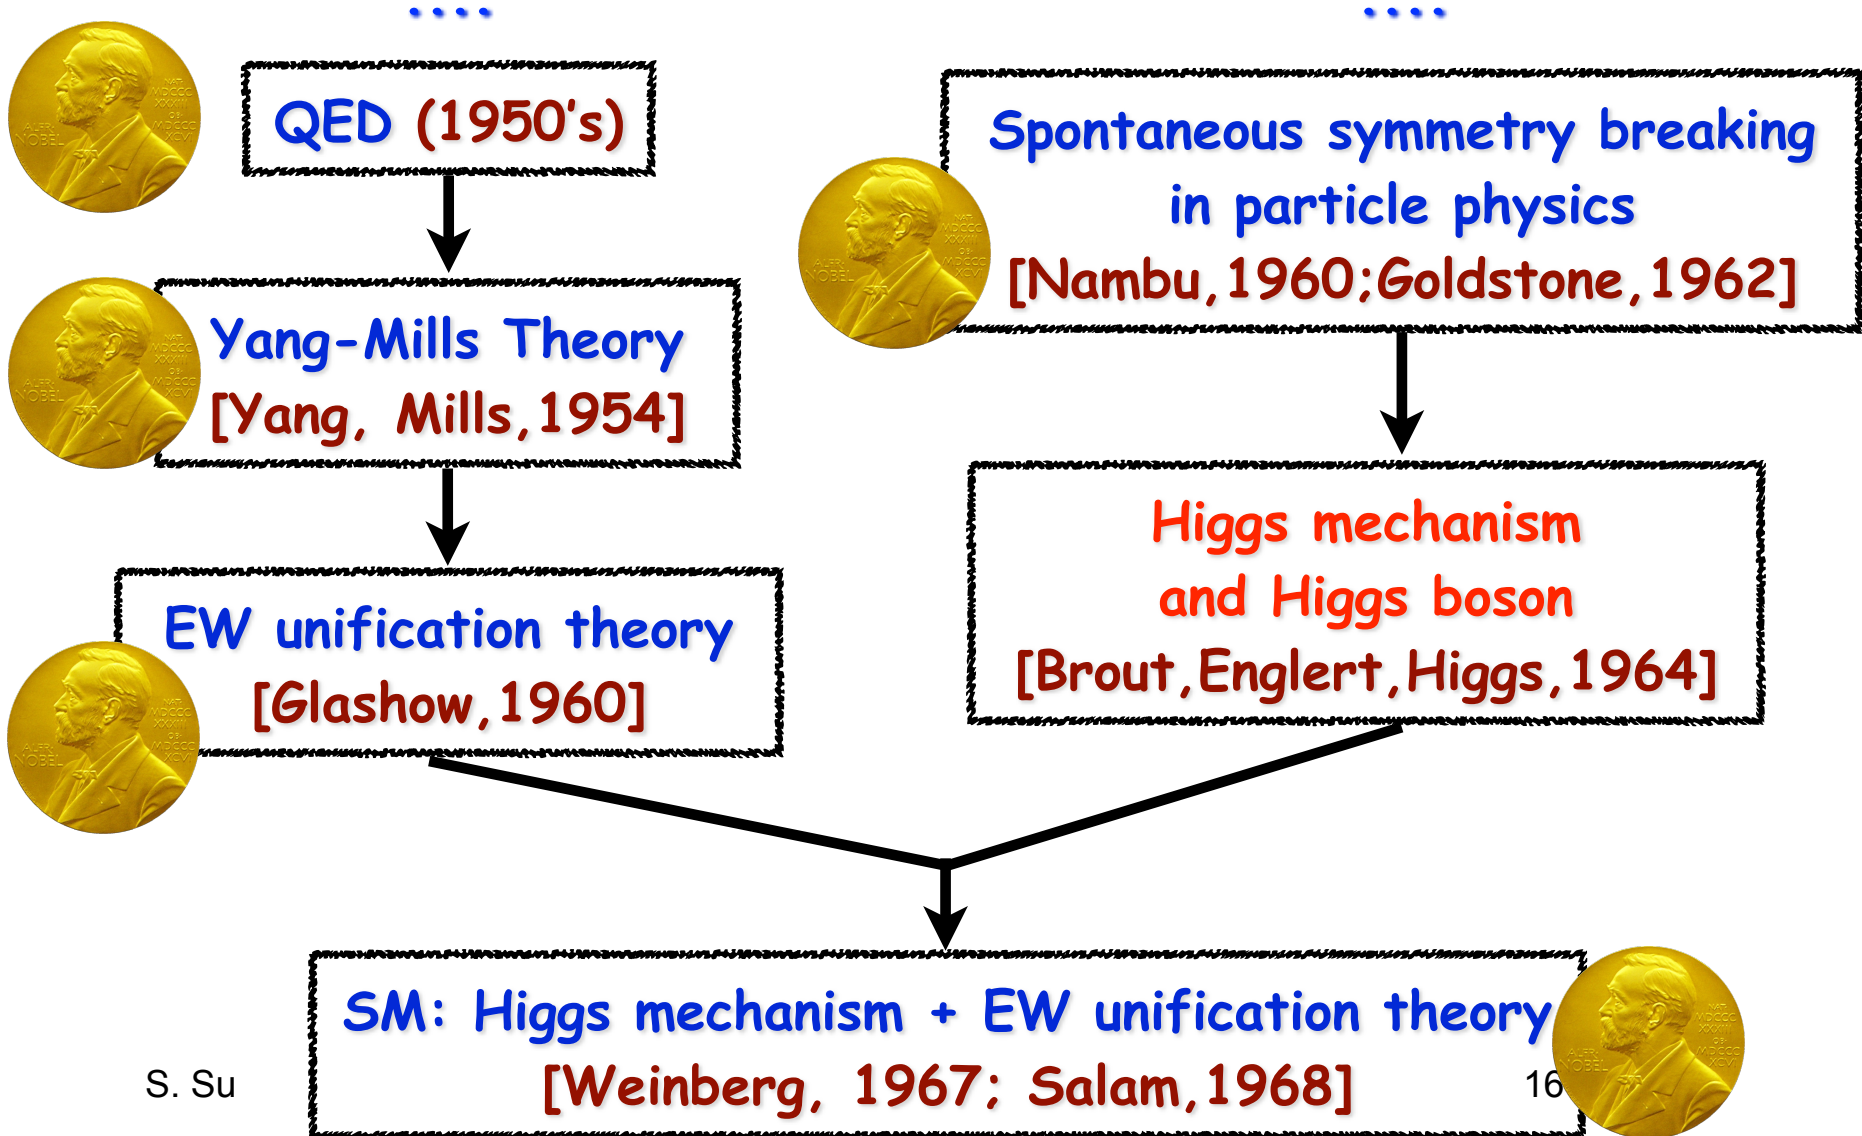 ....
....
QED (1950's)
Yang-Mills Theory
[Yang, Mills,1954]
EW unification theory
[Glashow,1960]
Spontaneous symmetry breaking
in particle physics
[Nambu,1960;Goldstone,1962]
Higgs mechanism
and Higgs boson
[Brout,Englert,Higgs,1964]
SM: Higgs mechanism + EW unification theory
[Weinberg, 1967; Salam,1968]
S. Su
16